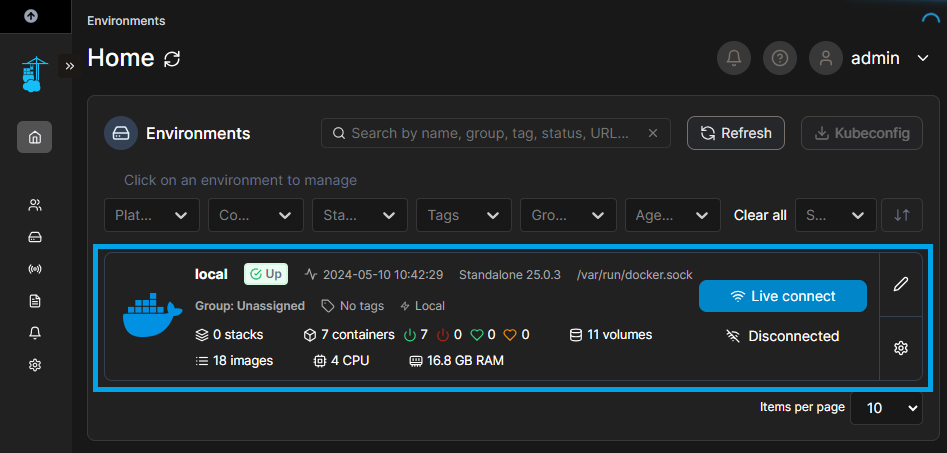 Environments
Home
admin
Environments
Search by name, group, tag, status, URL...
Refresh
Kubeconfig
Click on an environment to manage
Plat...
Co...
Sta...
Tags
Gro...
Age...
Clear all
S...
local
Up
2024-05-10 10:42:29
Standalone 25.0.3
/var/run/docker.sock
Live connect
Group: Unassigned
No tags
Local
0 stacks
7 containers
7
0
0
0
11 volumes
Disconnected
18 images
4 CPU
16.8 GB RAM
Items per page
10